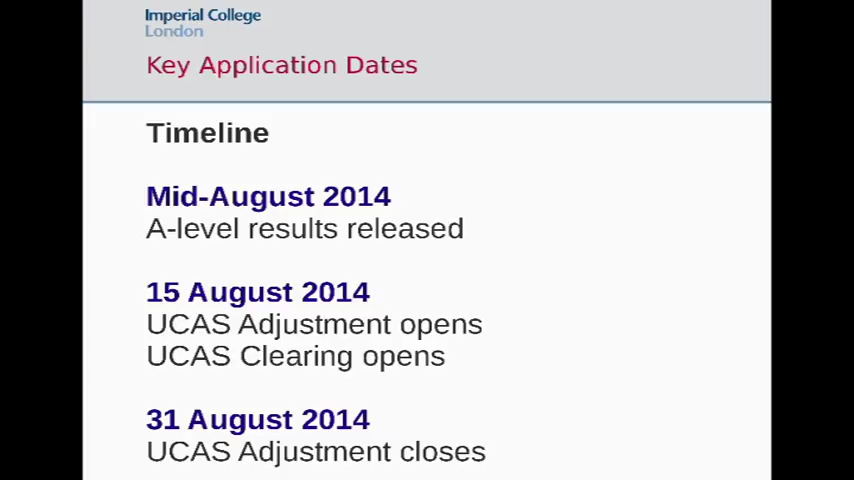 Imperial College
London
Key Application Dates
Timeline
Mid-August 2014
A-level results released
15 August 2014
UCAS Adjustment opens
UCAS Clearing opens
31 August 2014
UCAS Adjustment closes